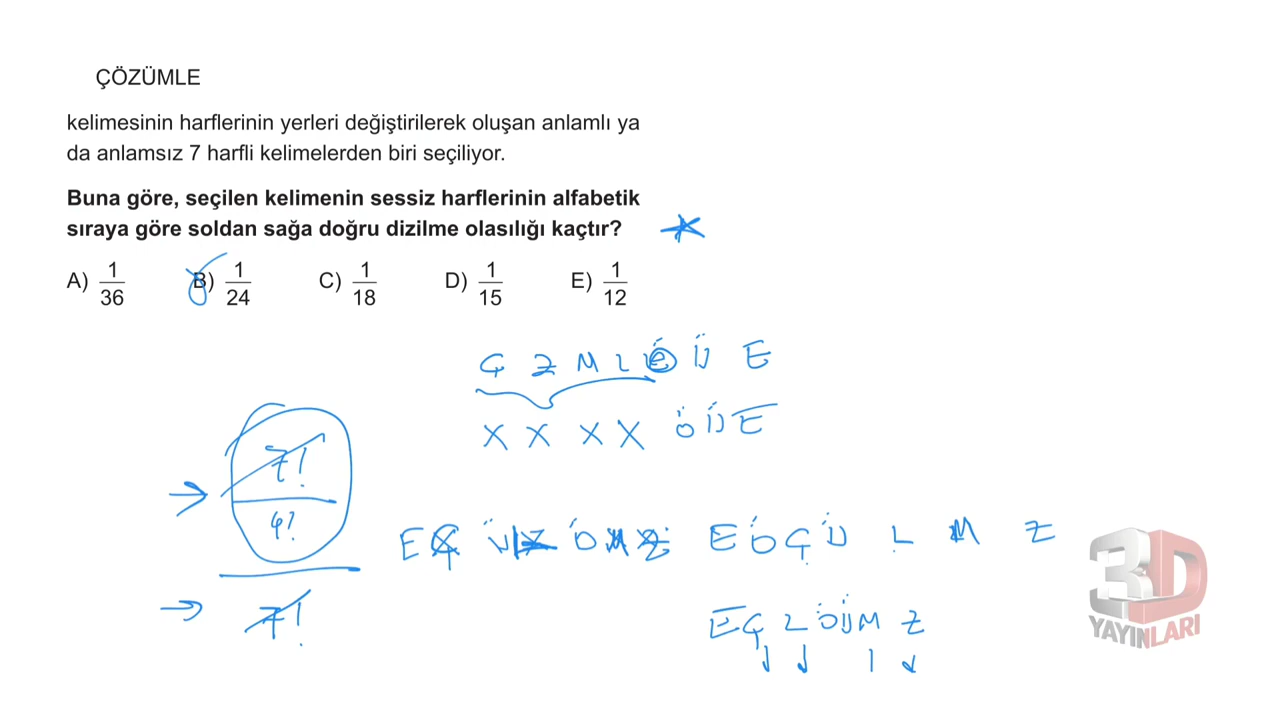 ÇÖZÜMLE
kelimesinin harflerinin yerleri değiştirilerek oluşan anlamlı ya
da anlamsız 7 harfli kelimelerden biri seçiliyor.
Buna göre, seçilen kelimenin sessiz harflerinin alfabetik
sıraya göre soldan sağa doğru dizilme olasılığı kaçtır?
A) 1/36 B) 1/24 C) 1/18 D) 1/15 E) 1/12
Ç Z M L Ö Ü E
X X X X Ö Ü E
7!
4!
7!
E Ö Ç Ü L M Z
E Ç L Ö Ü M Z
3D
YAYINLARI